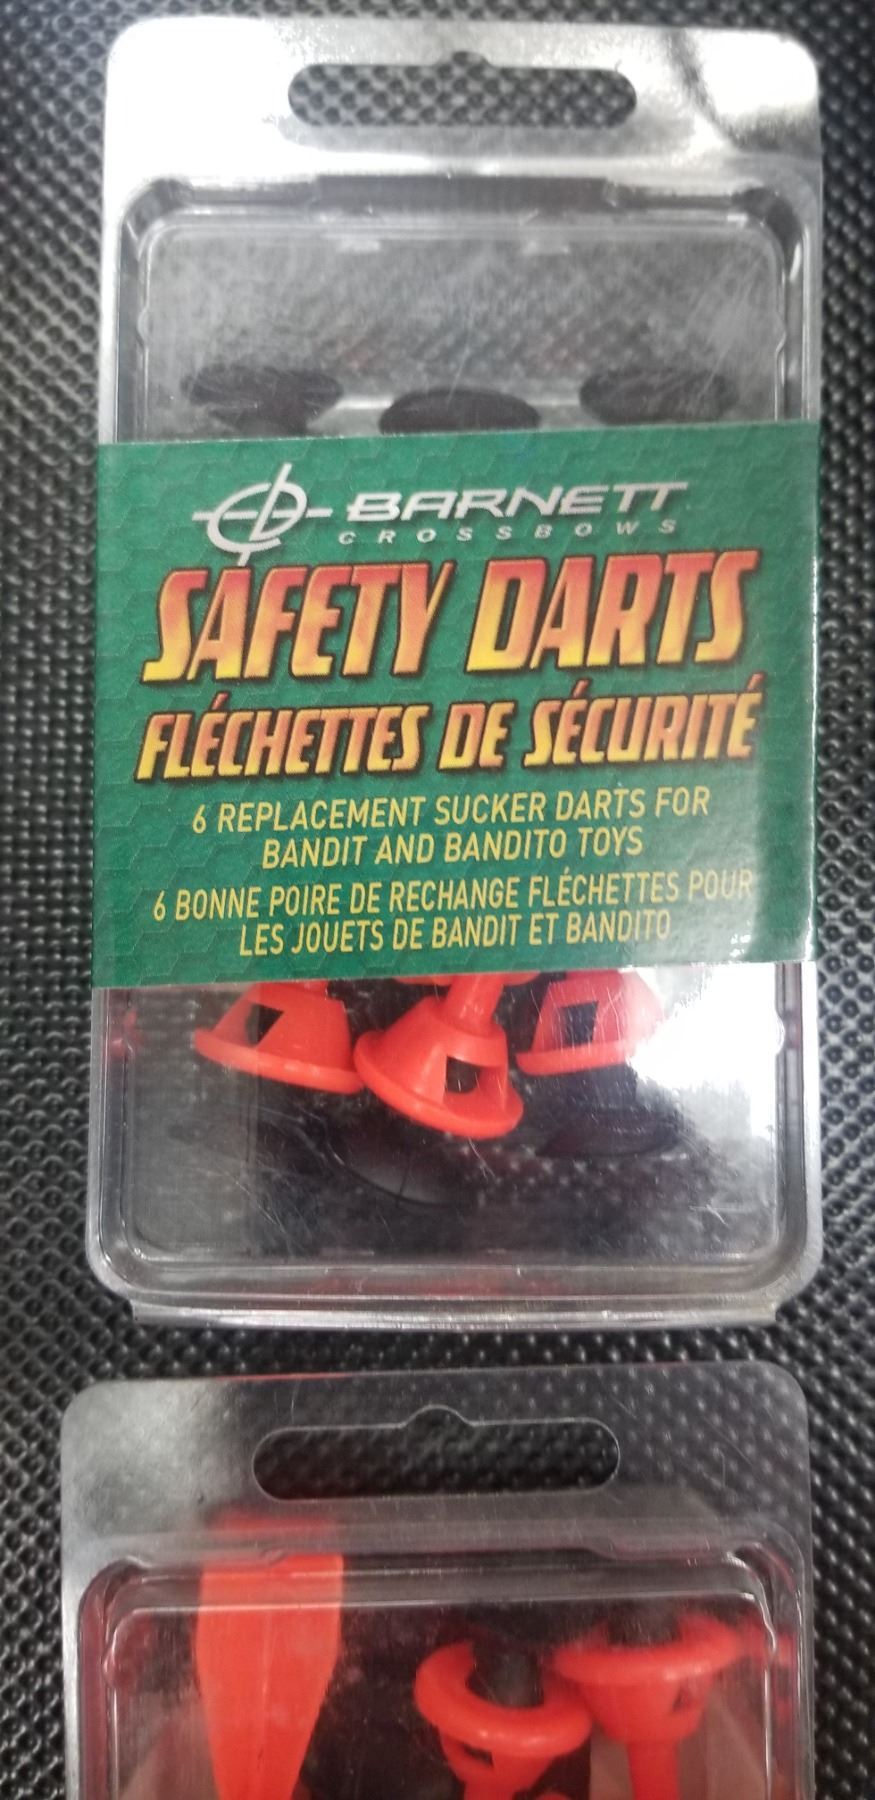 BARNETT
CROSSBOWS
SAFETY DARTS
FLÉCHETTES DE SÉCURITÉ
6 REPLACEMENT SUCKER DARTS FOR
BANDIT AND BANDITO TOYS
6 BONNE POIRE DE RECHANGE FLÉCHETTES POUR
LES JOUETS DE BANDIT ET BANDITO